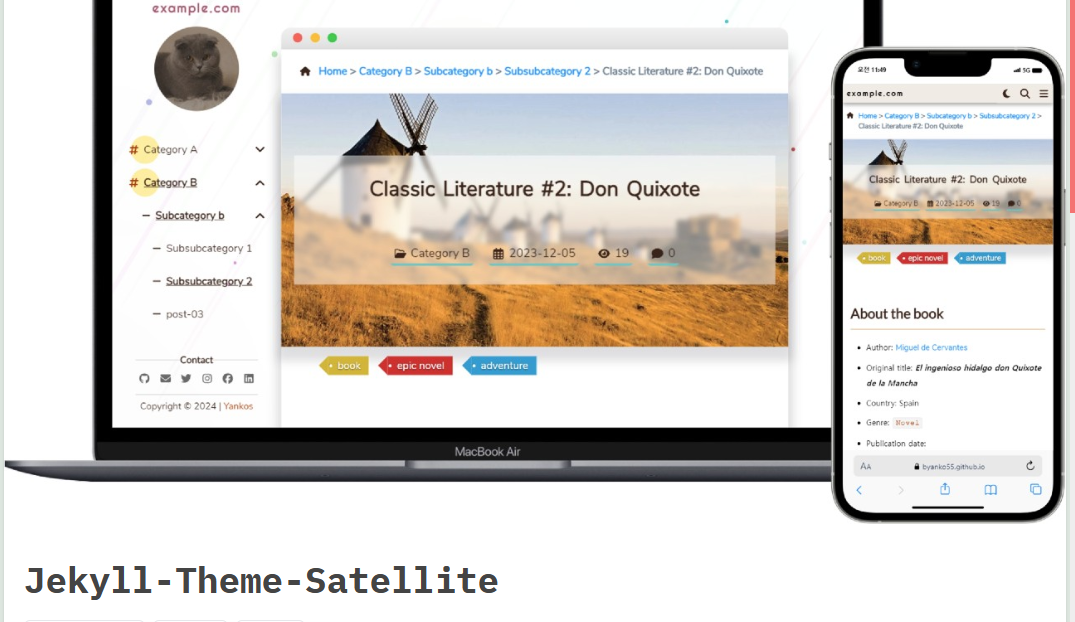 example.com
Home > Category B > Subcategory b > Subsubcategory 2 > Classic Literature #2: Don Quixote
# Category A
# Category B
Subcategory b
Subsubcategory 1
Subsubcategory 2
post-03
Contact
Copyright © 2024 | Yankos
Classic Literature #2: Don Quixote
Category B 2023-12-05 19 0
book epic novel adventure
MacBook Air
오전 11:49 5G
example.com
Home > Category B > Subcategory b > Subsubcategory 2 >
Classic Literature #2: Don Quixote
Classic Literature #2: Don Quixote
Category B 2023-12-05 19 0
book epic novel adventure
About the book
Author: Miguel de Cervantes
Original title: El ingenioso hidalgo don Quixote
de la Mancha
Country: Spain
Genre: Novel
Publication date:
AA byanko55.github.io
Jekyll-Theme-Satellite